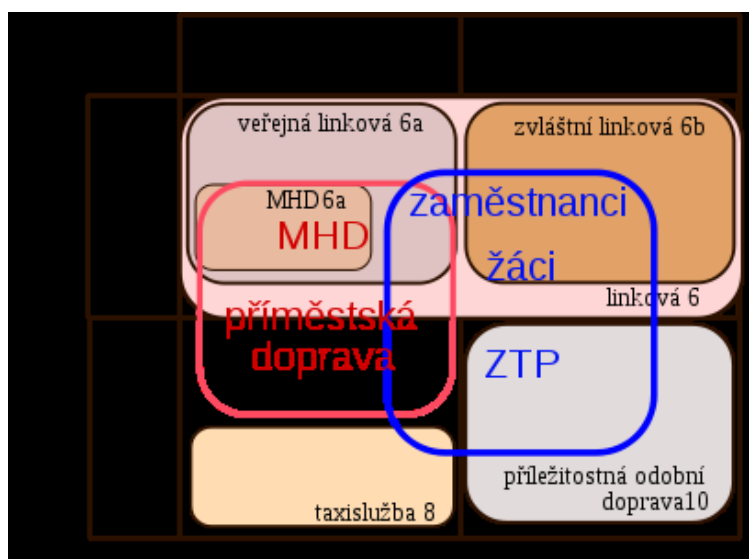 veřejná linková 6a
zvláštní linková 6b
MHD6a
MHD
zaměstnanci
žáci
linková 6
příměstská
doprava
ZTP
příležitostná odobní
doprava10
taxislužba 8